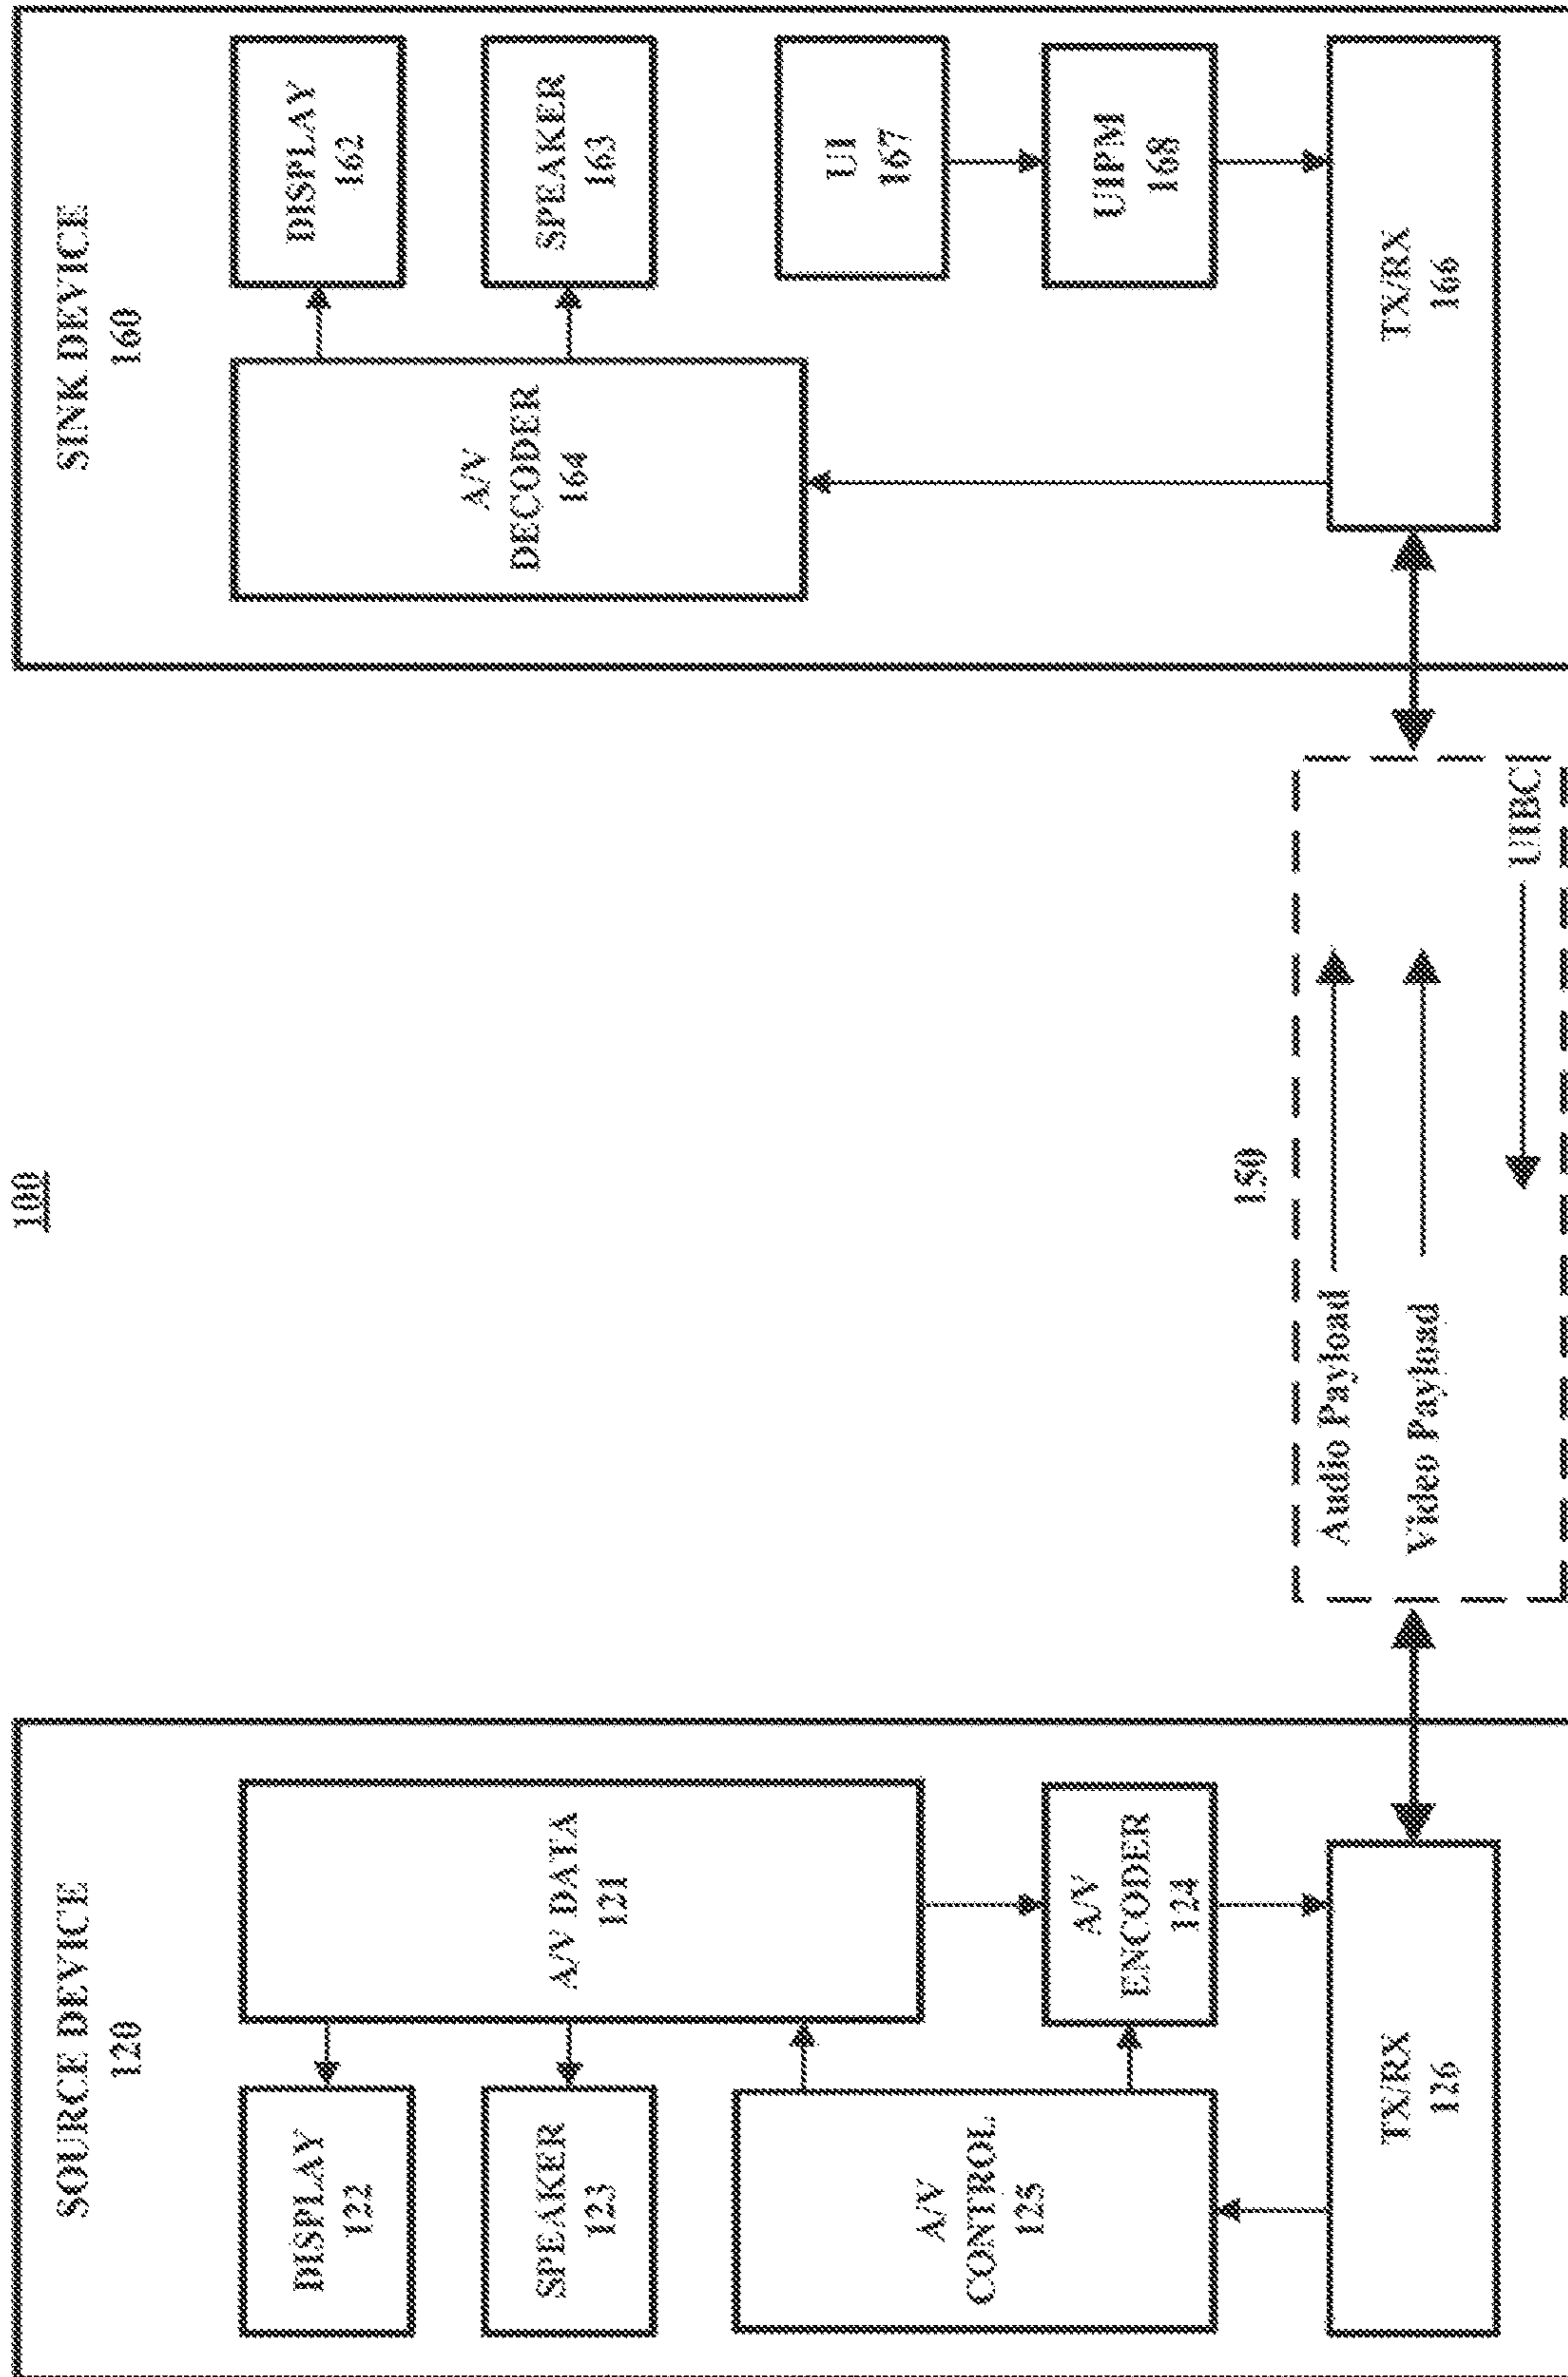 100
SOURCE DEVICE
120
DISPLAY
122
SPEAKER
123
A/V DATA
121
A/V
CONTROL
125
A/V
ENCODER
124
TX/RX
126
150
Audio Payload
Video Payload
UIBC
SINK DEVICE
160
A/V
DECODER
164
DISPLAY
162
SPEAKER
163
UI
167
UIPM
168
TX/RX
166